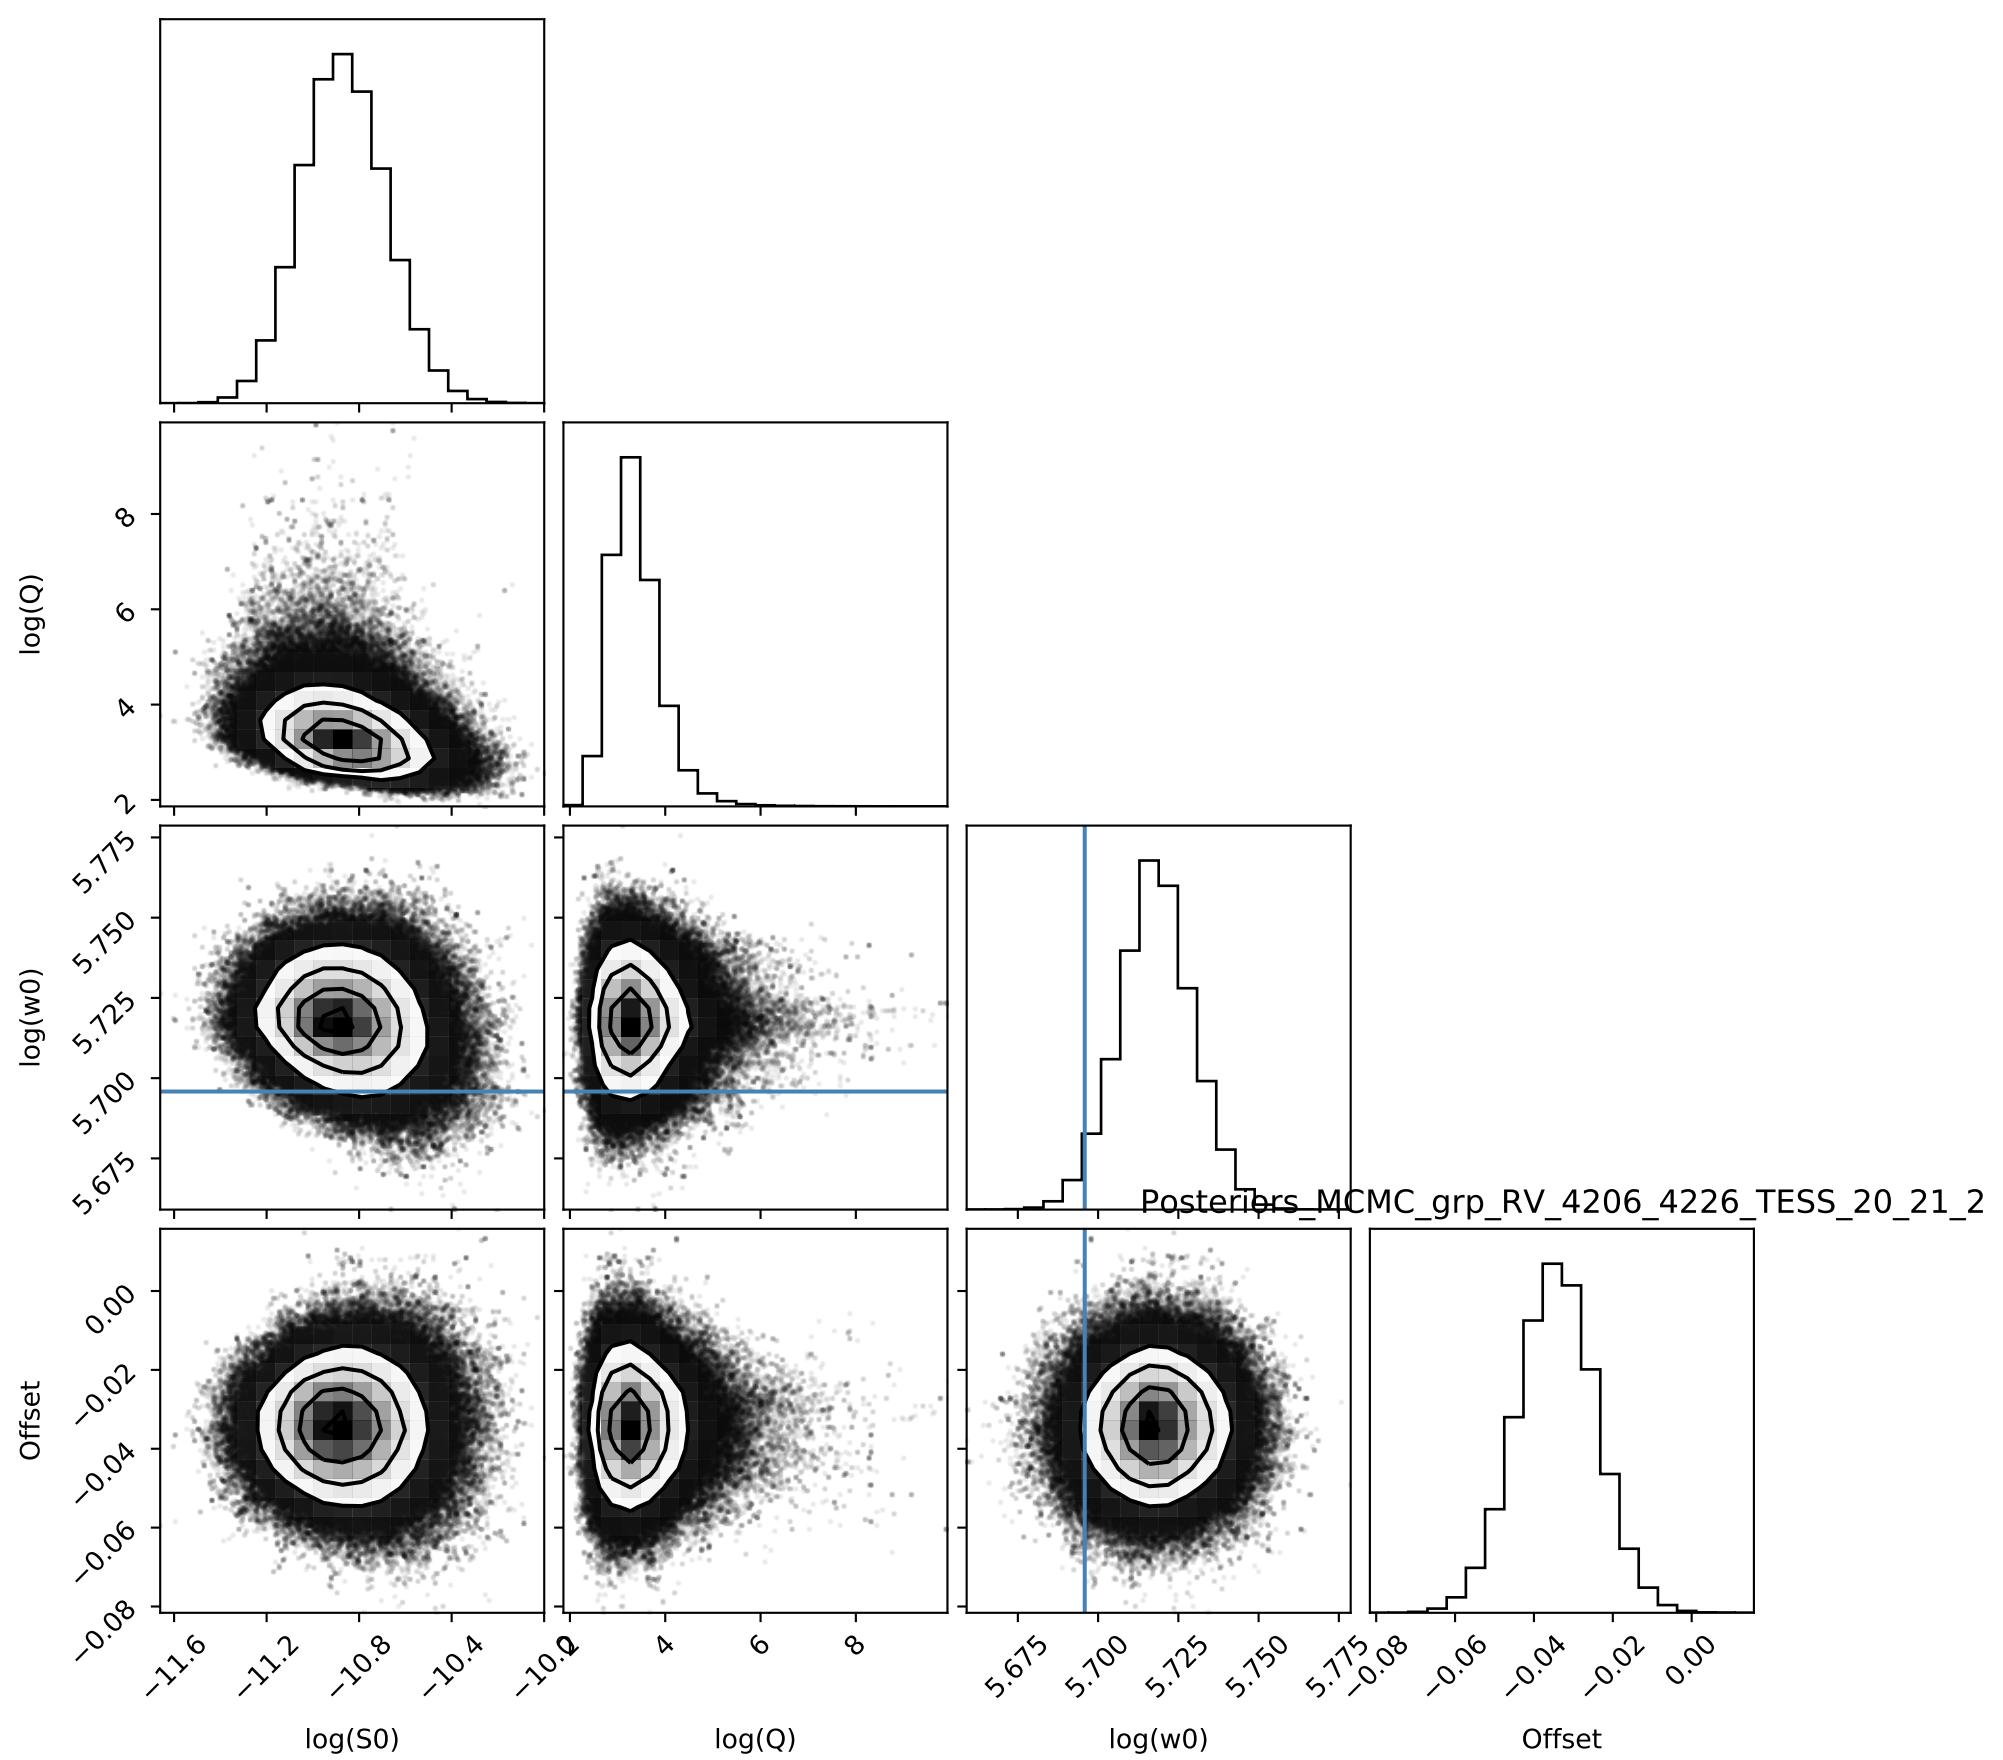 8
6
4
2
log(Q)
5.775
5.750
5.725
5.700
5.675
log(w0)
Posteriors_MCMC_grp_RV_4206_4226_TESS_20_21_2
0.00
−0.02
−0.04
−0.06
−0.08
Offset
−11.6 −11.2 −10.8 −10.4 −10.0
2 4 6 8
5.675 5.700 5.725 5.750 5.775
−0.08 −0.06 −0.04 −0.02 0.00
log(S0) log(Q) log(w0) Offset